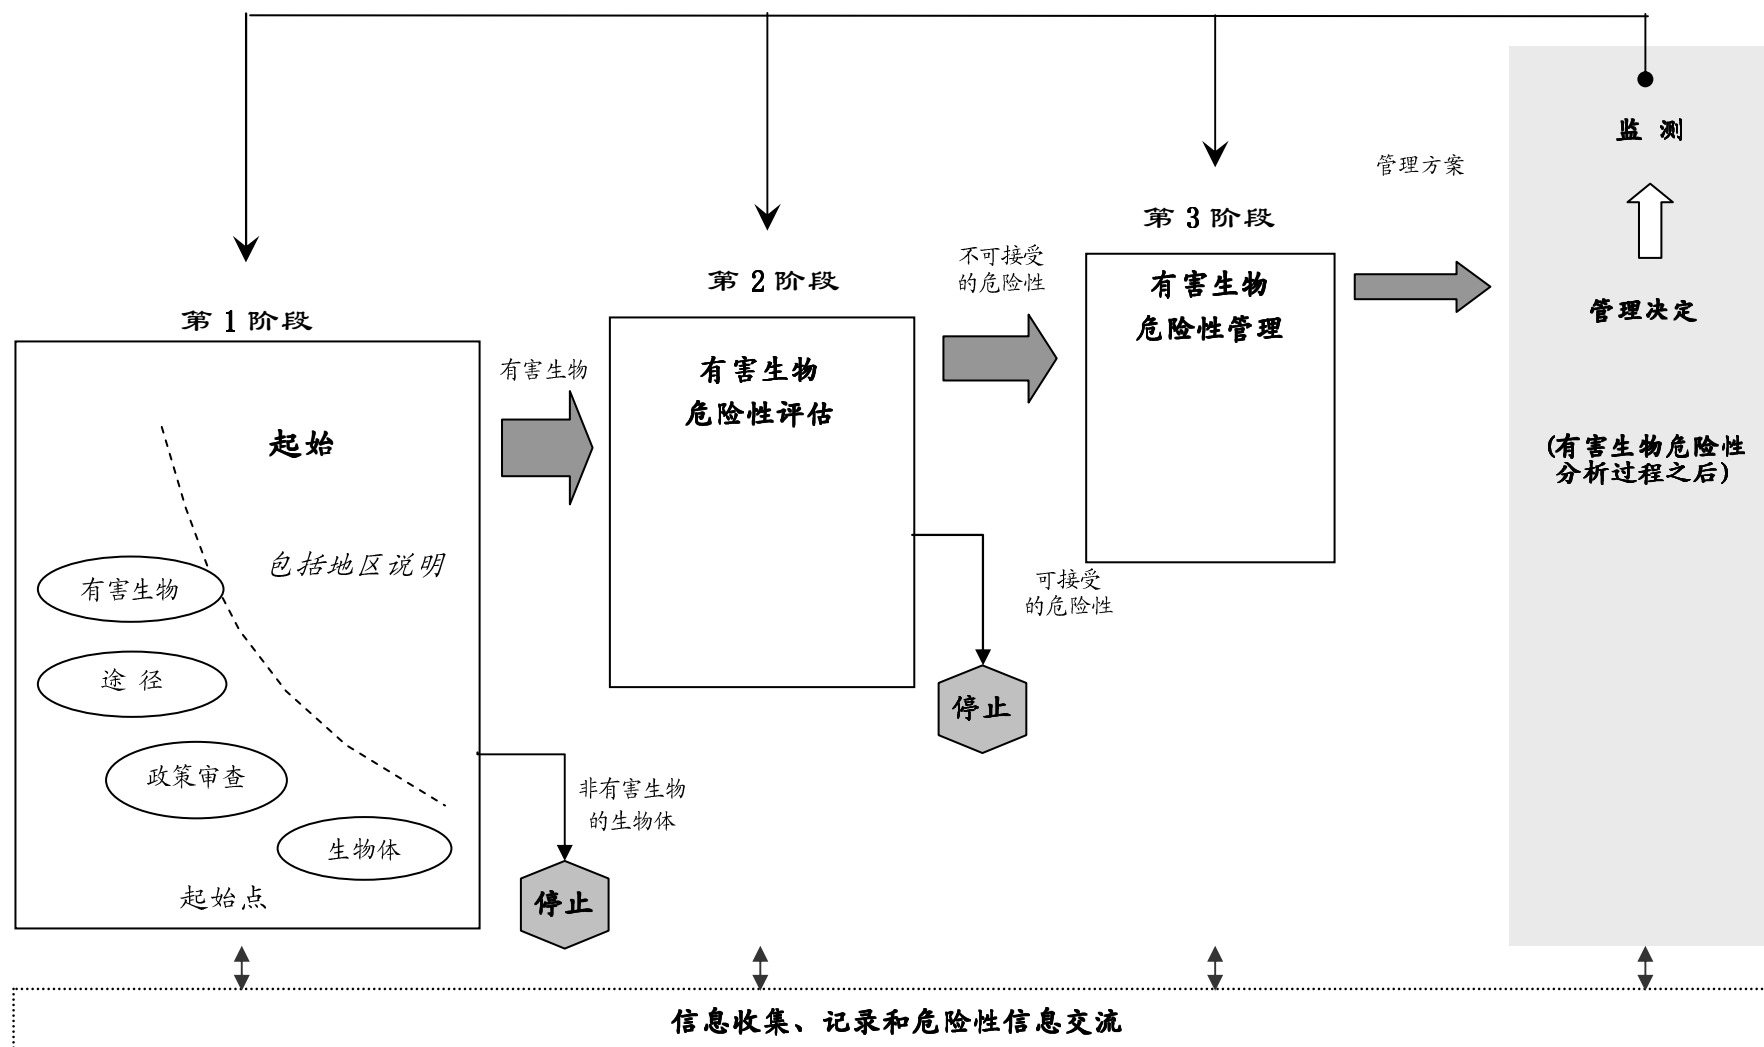 监 测
管理方案
第 3 阶段
第 2 阶段
第 1 阶段
不可接受
的危险性
有害生物
危险性管理
管理决定
有害生物
有害生物
危险性评估
起始
(有害生物危险性
分析过程之后)
包括地区说明
有害生物
可接受
的危险性
途 径
停止
政策审查
非有害生物
的生物体
生物体
起始点
停止
信息收集、记录和危险性信息交流